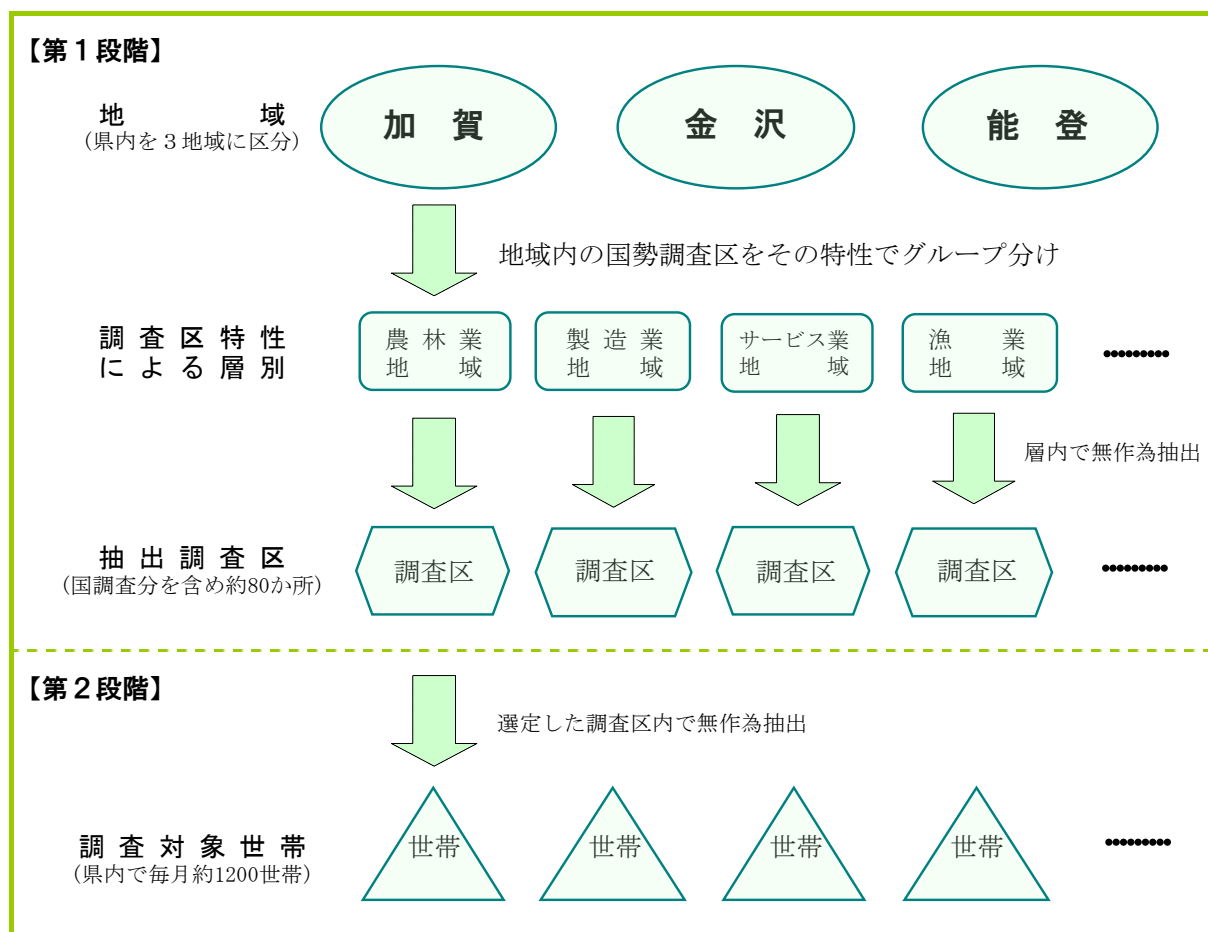 【第１段階】
地域
(県内を３地域に区分)
加賀
金沢
能登
地域内の国勢調査区をその特性でグループ分け
調査区特性
による層別
農林業
地域
製造業
地域
サービス業
地域
漁業
地域
•••••••••
層内で無作為抽出
抽出調査区
(国調査分を含め約80か所)
調査区
調査区
調査区
調査区
•••••••••
【第２段階】
選定した調査区内で無作為抽出
調査対象世帯
(県内で毎月約1200世帯)
世帯
世帯
世帯
世帯
•••••••••